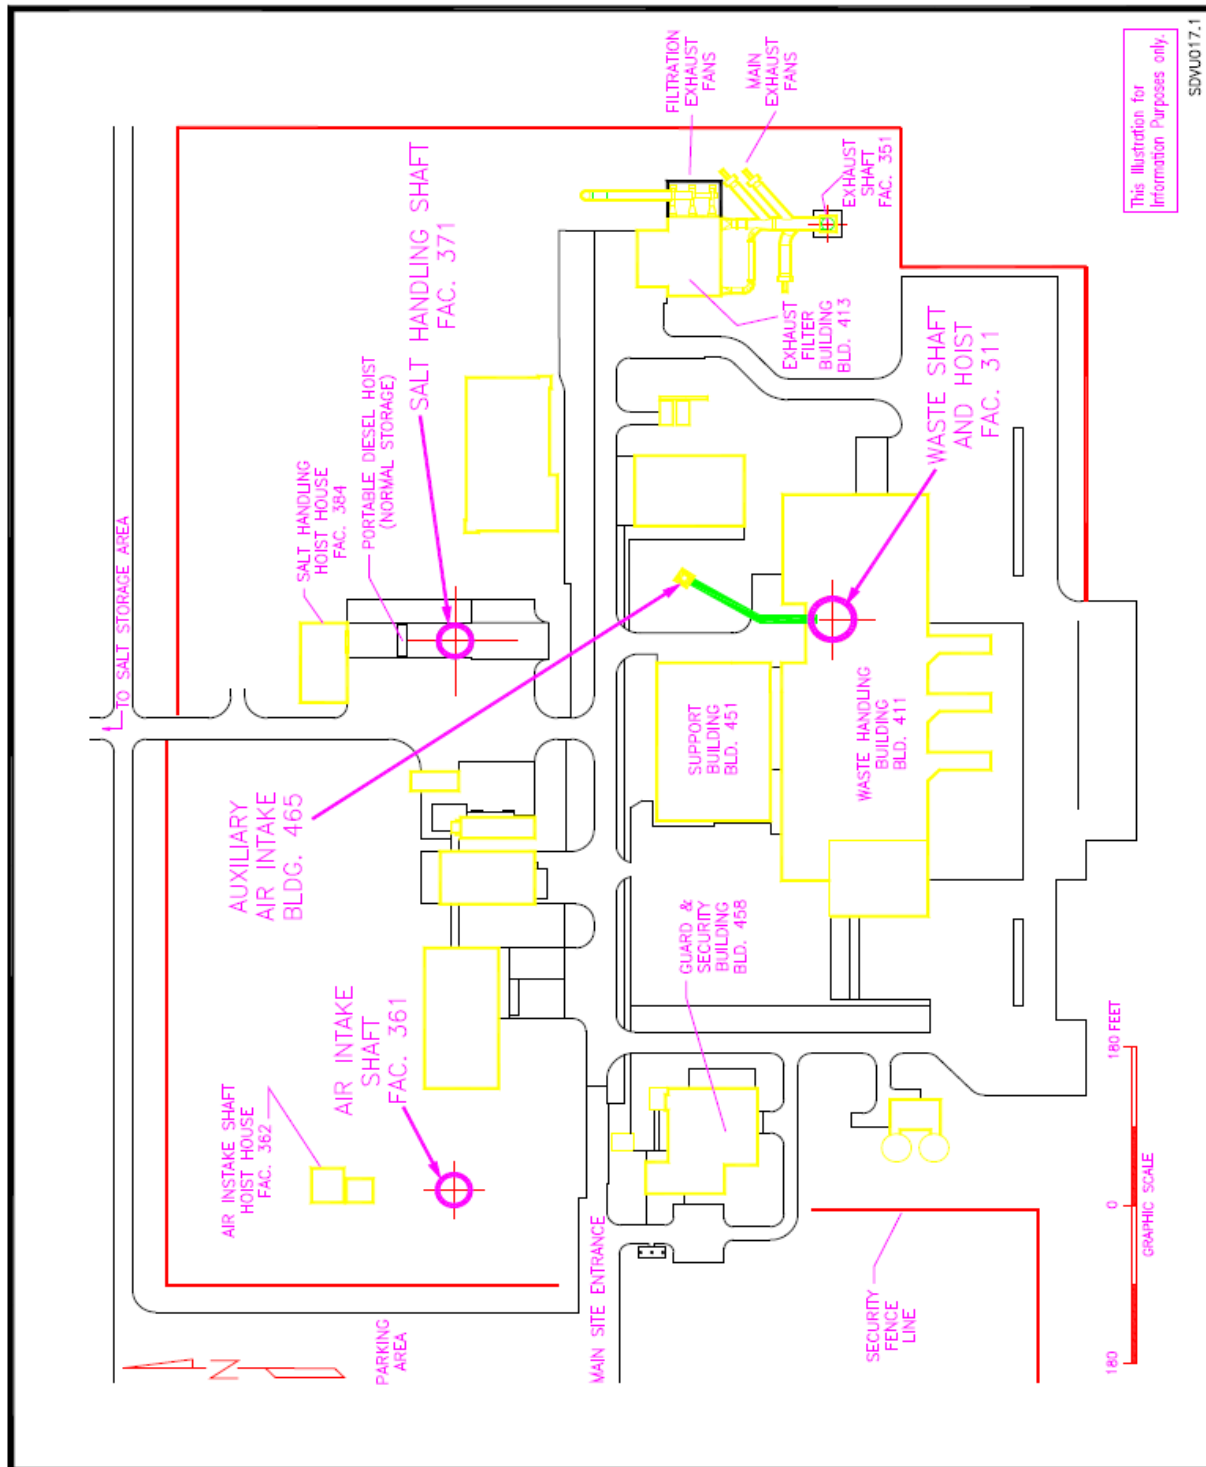 TO SALT STORAGE AREA
SALT HANDLING
HOIST HOUSE
FAC. 384
PORTABLE DIESEL HOIST
(NORMAL STORAGE)
SALT HANDLING SHAFT
FAC. 371
FILTRATION
EXHAUST
FANS
MAIN
EXHAUST
FANS
EXHAUST
SHAFT
FAC. 351
EXHAUST
FILTER
BUILDING
BLD. 413
WASTE SHAFT
AND HOIST
FAC. 311
AUXILIARY
AIR INTAKE
BLDG. 465
SUPPORT
BUILDING
BLD. 451
WASTE HANDLING
BUILDING
BLD. 411
AIR INSTAKE SHAFT
HOIST HOUSE
FAC. 362
AIR INTAKE
SHAFT
FAC. 361
GUARD &
SECURITY
BUILDING
BLD. 458
N
PARKING
AREA
MAIN SITE ENTRANCE
SECURITY
FENCE
LINE
180 0 180 FEET
GRAPHIC SCALE
This Illustration for
Information Purposes only.
SDVU017.1